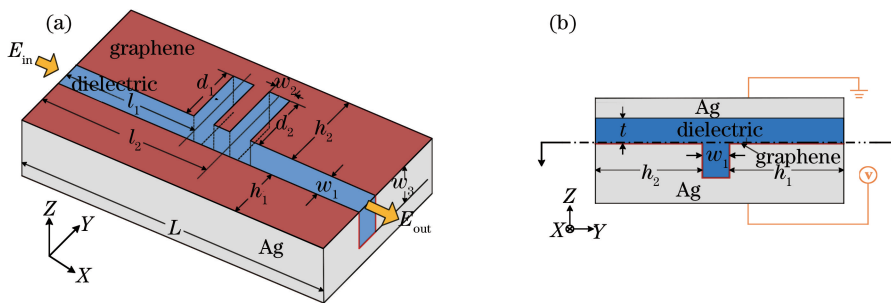 (a)
graphene
E_in
dielectric
d_1
w_2
l_1
d_2
h_2
l_2
h_1
w_1
w_3
L
Ag
E_out
Z
Y
X
(b)
Ag
t
dielectric
w_1
graphene
h_2
h_1
v
Ag
Z
X
Y